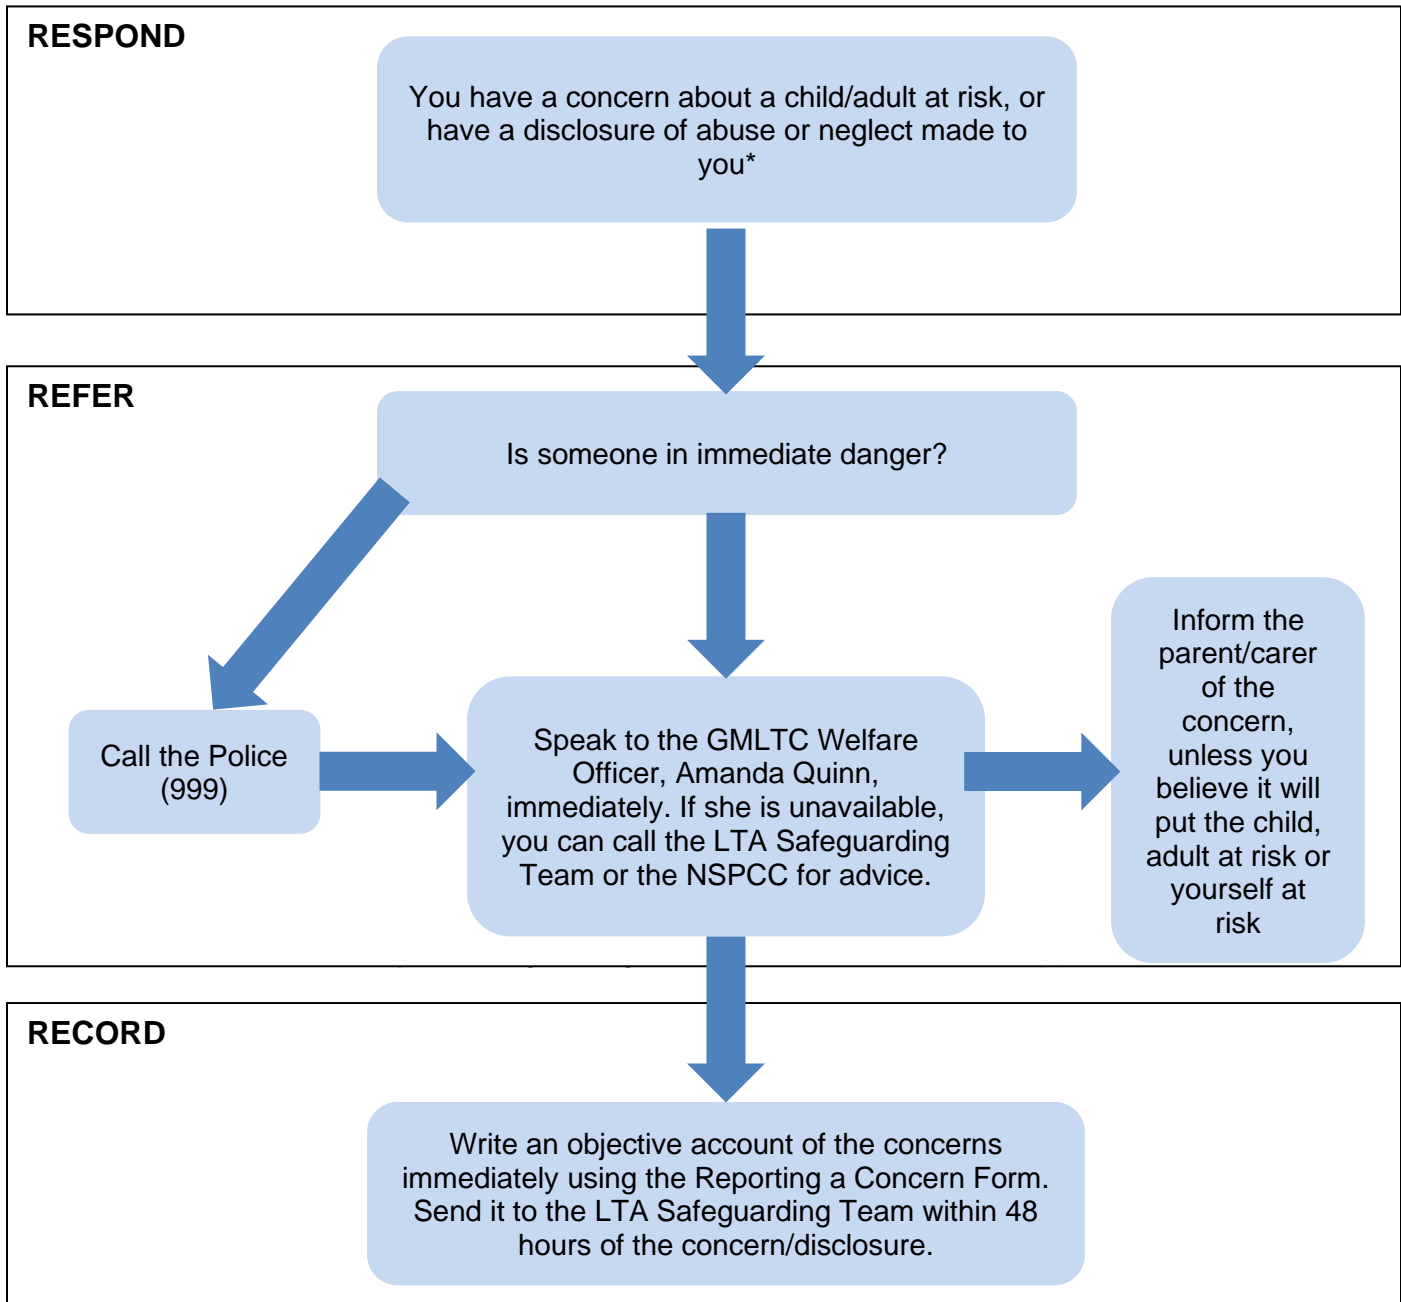 RESPOND
You have a concern about a child/adult at risk, or
have a disclosure of abuse or neglect made to
you*
REFER
Is someone in immediate danger?
Call the Police
(999)
Speak to the GMLTC Welfare
Officer, Amanda Quinn,
immediately. If she is unavailable,
you can call the LTA Safeguarding
Team or the NSPCC for advice.
Inform the
parent/carer
of the
concern,
unless you
believe it will
put the child,
adult at risk or
yourself at
risk
RECORD
Write an objective account of the concerns
immediately using the Reporting a Concern Form.
Send it to the LTA Safeguarding Team within 48
hours of the concern/disclosure.